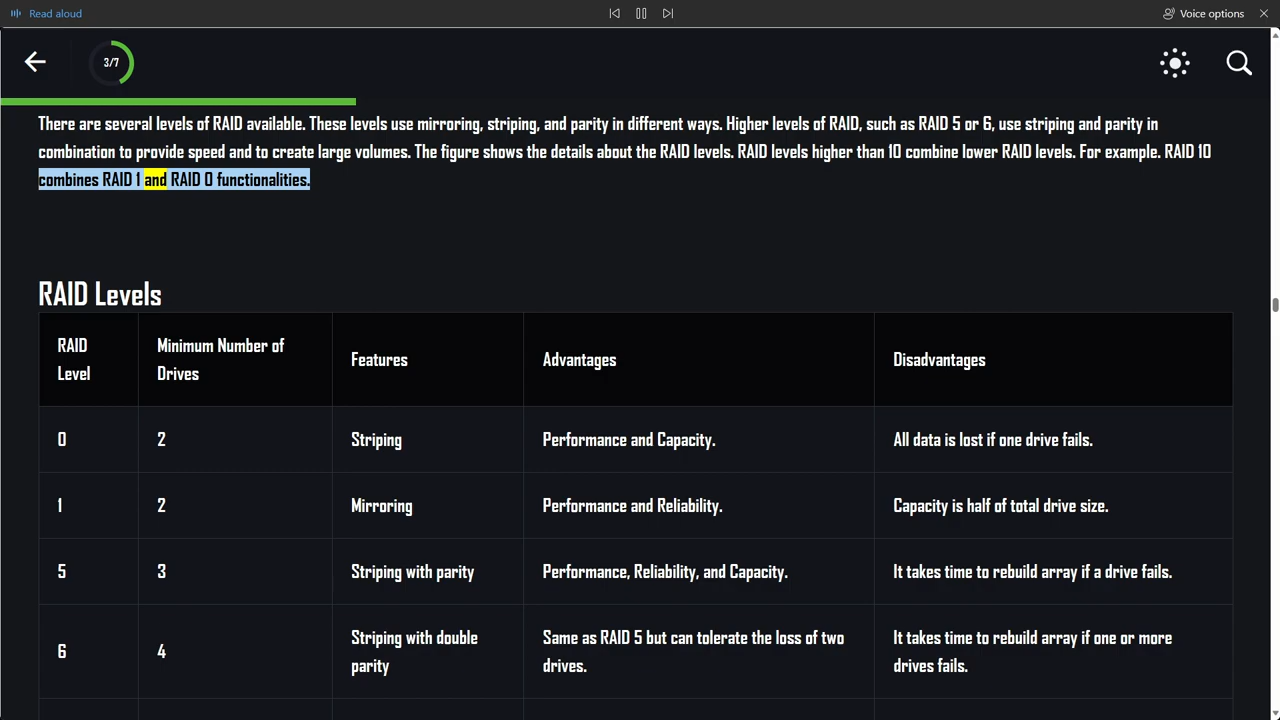 Read aloud
Voice options
3/7
There are several levels of RAID available. These levels use mirroring, striping, and parity in different ways. Higher levels of RAID, such as RAID 5 or 6, use striping and parity in
combination to provide speed and to create large volumes. The figure shows the details about the RAID levels. RAID levels higher than 10 combine lower RAID levels. For example. RAID 10
combines RAID 1 and RAID 0 functionalities.
RAID Levels
RAID
Level
Minimum Number of
Drives
Features
Advantages
Disadvantages
0
2
Striping
Performance and Capacity.
All data is lost if one drive fails.
1
2
Mirroring
Performance and Reliability.
Capacity is half of total drive size.
5
3
Striping with parity
Performance, Reliability, and Capacity.
It takes time to rebuild array if a drive fails.
6
4
Striping with double
parity
Same as RAID 5 but can tolerate the loss of two
drives.
It takes time to rebuild array if one or more
drives fails.